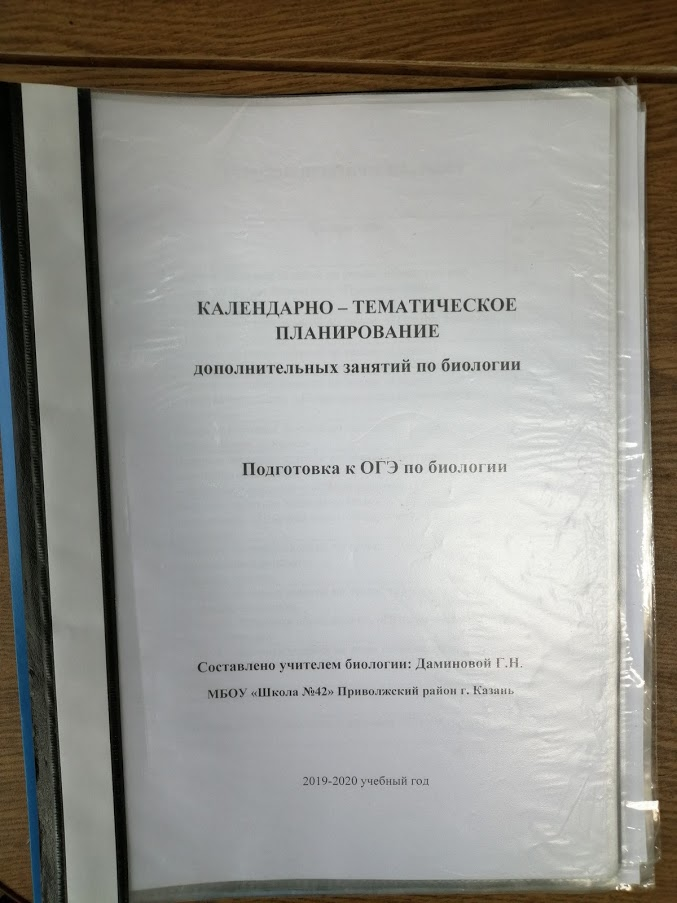 КАЛЕНДАРНО – ТЕМАТИЧЕСКОЕ
ПЛАНИРОВАНИЕ
дополнительных занятий по биологии
Подготовка к ОГЭ по биологии
Составлено учителем биологии: Даминовой Г.Н.
МБОУ «Школа №42» Приволжский район г. Казань
2019-2020 учебный год